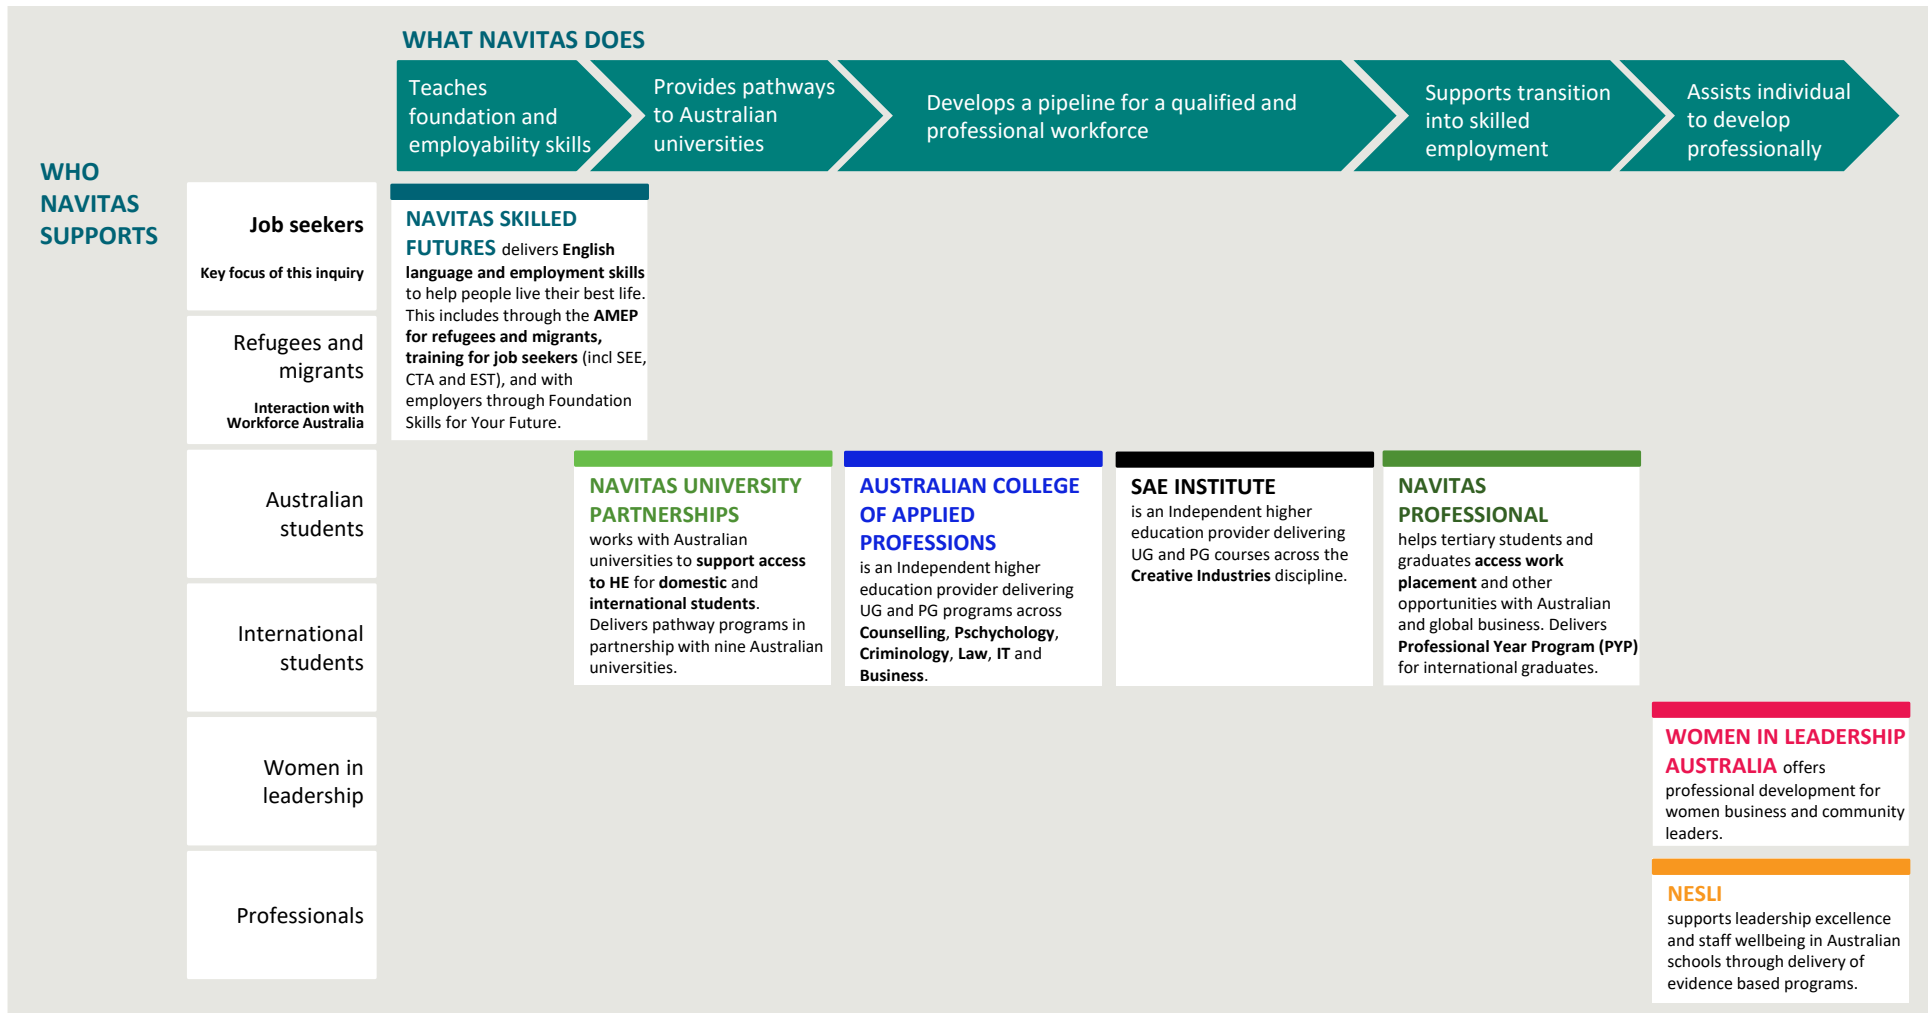 WHAT NAVITAS DOES
Teaches
foundation and
employability skills
Provides pathways
to Australian
universities
Develops a pipeline for a qualified and
professional workforce
Supports transition
into skilled
employment
Assists individual
to develop
professionally
WHO
NAVITAS
SUPPORTS
Job seekers
Key focus of this inquiry
NAVITAS SKILLED
FUTURES delivers English
language and employment skills
to help people live their best life.
This includes through the AMEP
for refugees and migrants,
training for job seekers (incl SEE,
CTA and EST), and with
employers through Foundation
Skills for Your Future.
Refugees and
migrants
Interaction with
Workforce Australia
Australian
students
International
students
NAVITAS UNIVERSITY
PARTNERSHIPS
works with Australian
universities to support access
to HE for domestic and
international students.
Delivers pathway programs in
partnership with nine Australian
universities.
AUSTRALIAN COLLEGE
OF APPLIED
PROFESSIONS
is an Independent higher
education provider delivering
UG and PG programs across
Counselling, Pschychology,
Criminology, Law, IT and
Business.
SAE INSTITUTE
is an Independent higher
education provider delivering
UG and PG courses across the
Creative Industries discipline.
NAVITAS
PROFESSIONAL
helps tertiary students and
graduates access work
placement and other
opportunities with Australian
and global business. Delivers
Professional Year Program (PYP)
for international graduates.
Women in
leadership
WOMEN IN LEADERSHIP
AUSTRALIA offers
professional development for
women business and community
leaders.
Professionals
NESLI
supports leadership excellence
and staff wellbeing in Australian
schools through delivery of
evidence based programs.